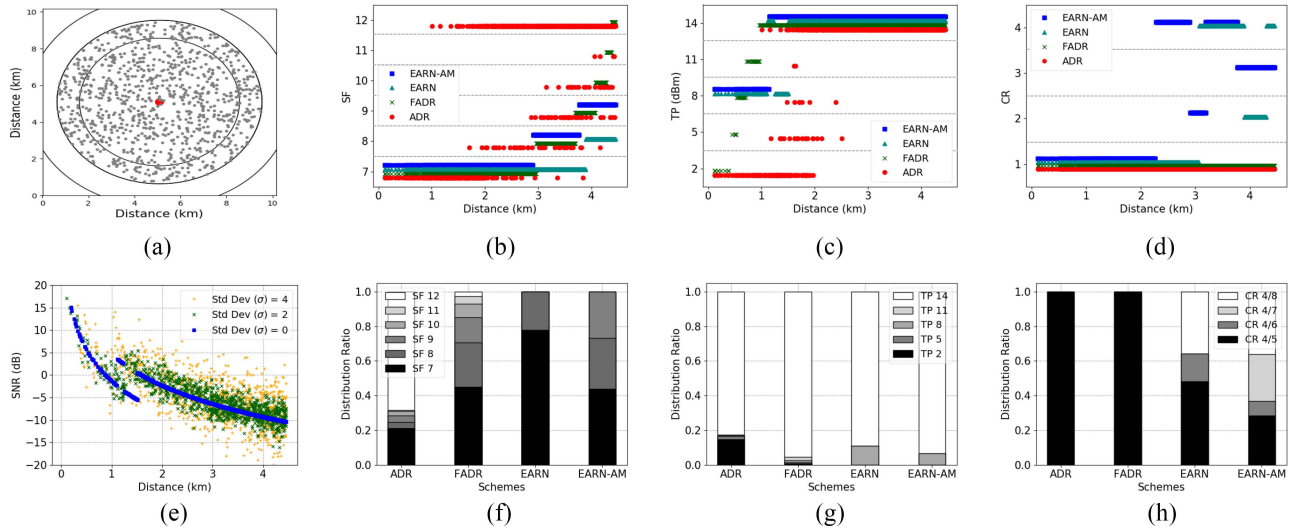 Distance (km)
10
8
6
4
2
0
0 2 4 6 8 10
Distance (km)
(a)
SF
12
11
10
9
8
7
EARN-AM
EARN
FADR
ADR
0 1 2 3 4
Distance (km)
(b)
TP (dBm)
14
11
8
5
2
EARN-AM
EARN
FADR
ADR
0 1 2 3 4
Distance (km)
(c)
CR
4
3
2
1
EARN-AM
EARN
FADR
ADR
0 1 2 3 4
Distance (km)
(d)
SNR (dB)
20
15
10
5
0
−5
−10
−15
−20
Std Dev (σ) = 4
Std Dev (σ) = 2
Std Dev (σ) = 0
0 1 2 3 4
Distance (km)
(e)
Distribution Ratio
1.0
0.8
0.6
0.4
0.2
0.0
SF 12
SF 11
SF 10
SF 9
SF 8
SF 7
ADR FADR EARN EARN-AM
Schemes
(f)
Distribution Ratio
1.0
0.8
0.6
0.4
0.2
0.0
TP 14
TP 11
TP 8
TP 5
TP 2
ADR FADR EARN EARN-AM
Schemes
(g)
Distribution Ratio
1.0
0.8
0.6
0.4
0.2
0.0
CR 4/8
CR 4/7
CR 4/6
CR 4/5
ADR FADR EARN EARN-AM
Schemes
(h)